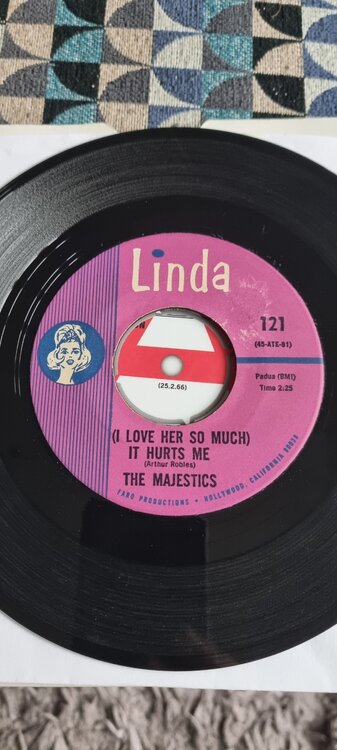 Linda
121
(45-ATE-81)
Padua (BMI)
Time 2:25
(25.2.66)
(I LOVE HER SO MUCH)
IT HURTS ME
(Arthur Robles)
THE MAJESTICS
FARO PRODUCTIONS • HOLLYWOOD, CALIFORNIA 90038